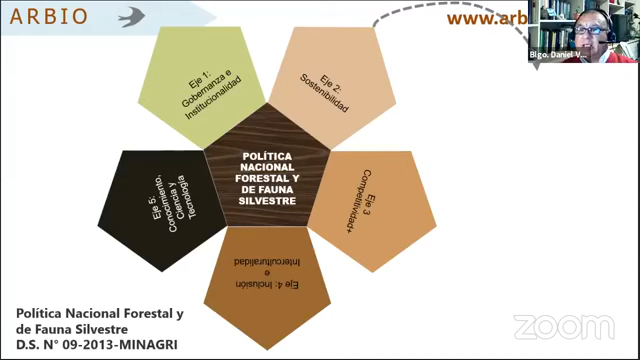 ARBIO
www.arb
Blgo. Daniel V...
Eje 1:
Gobernanza e
Institucionalidad
Eje 2:
Sostenibilidad
POLÍTICA
NACIONAL
FORESTAL Y
DE FAUNA
SILVESTRE
Eje 5:
Conocimiento,
Ciencia y
Tecnología
Eje 3
Competitividad+
Eje 4: Inclusión
e
Interculturalidad
Política Nacional Forestal y
de Fauna Silvestre
D.S. N° 09-2013-MINAGRI
zoom